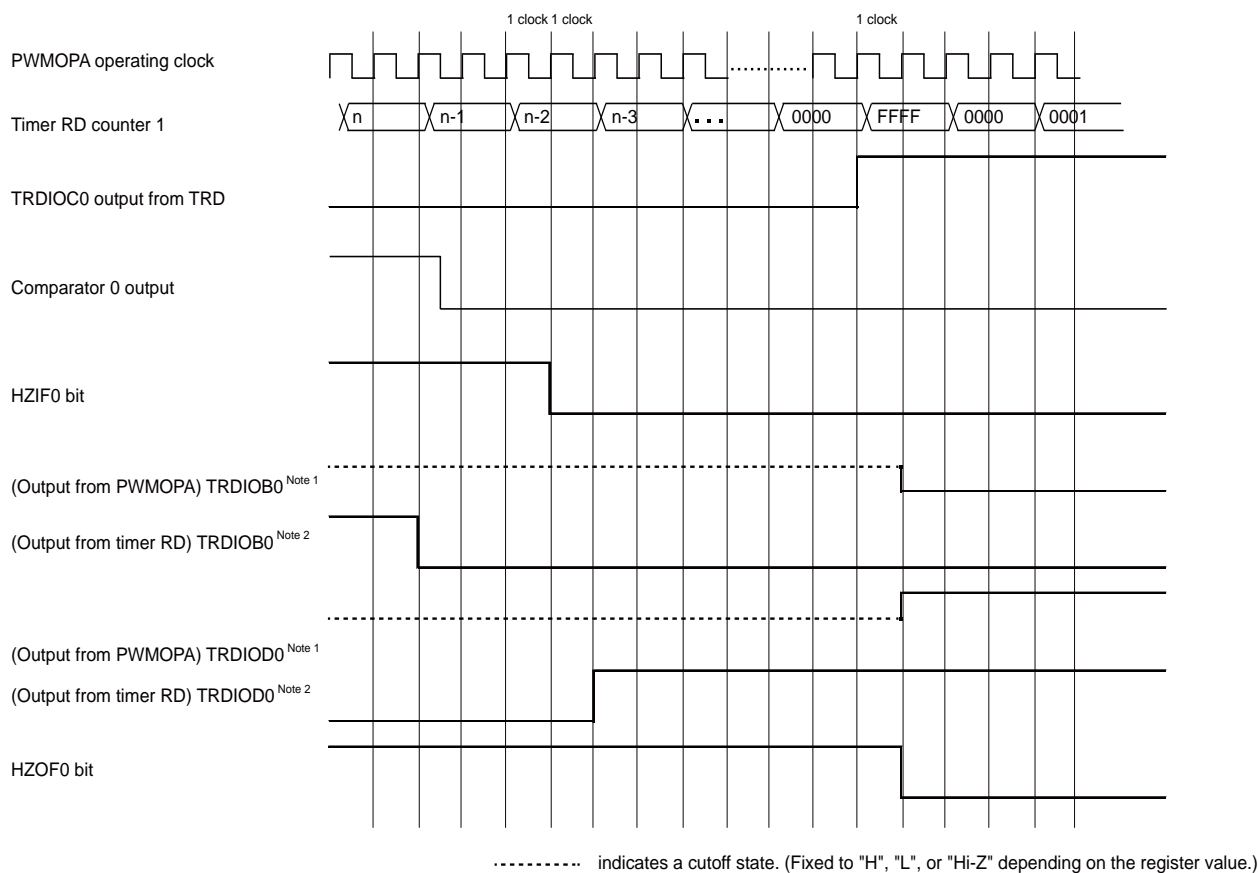 1 clock 1 clock 1 clock
PWMOPA operating clock
Timer RD counter 1 n n-1 n-2 n-3 ... 0000 FFFF 0000 0001
TRDIOC0 output from TRD
Comparator 0 output
HZIF0 bit
(Output from PWMOPA) TRDIOB0 Note 1
(Output from timer RD) TRDIOB0 Note 2
(Output from PWMOPA) TRDIOD0 Note 1
(Output from timer RD) TRDIOD0 Note 2
HZOF0 bit
indicates a cutoff state. (Fixed to "H", "L", or "Hi-Z" depending on the register value.)